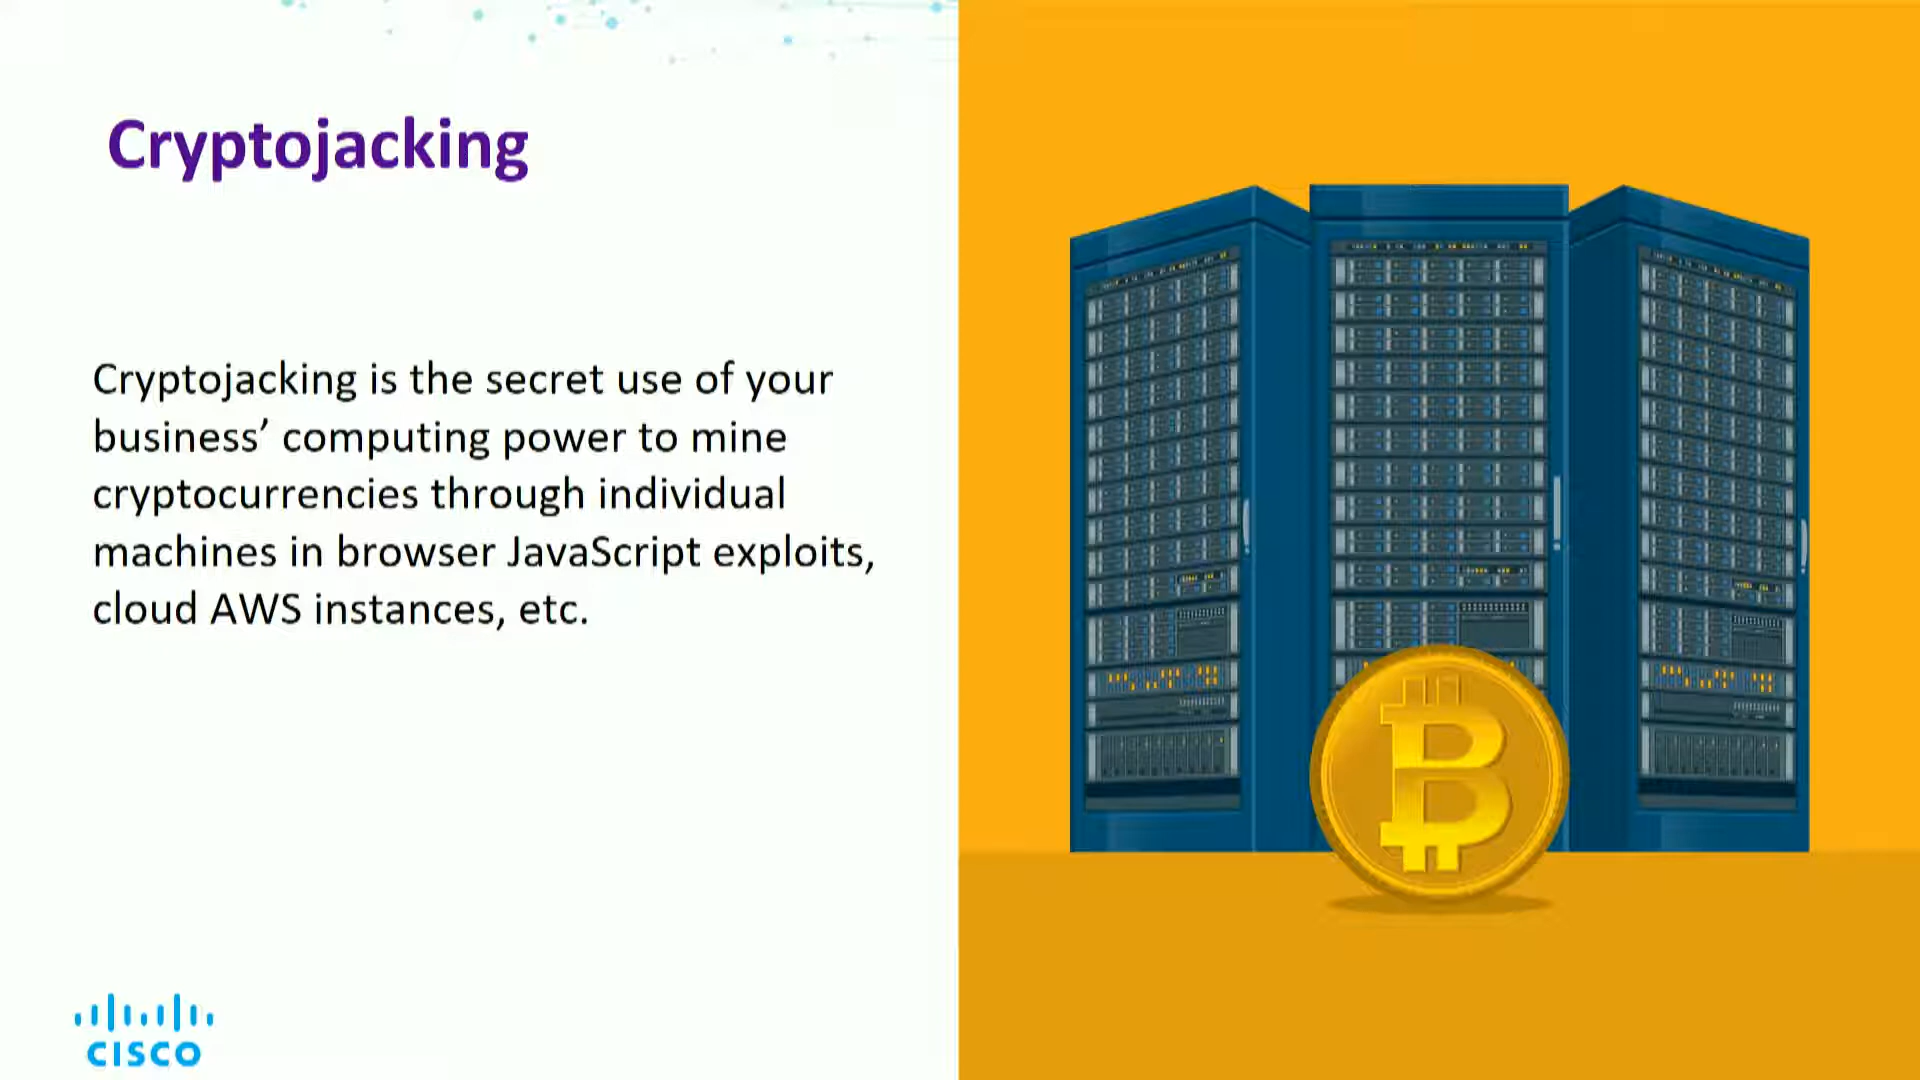 Cryptojacking
Cryptojacking is the secret use of your
business’ computing power to mine
cryptocurrencies through individual
machines in browser JavaScript exploits,
cloud AWS instances, etc.
CISCO